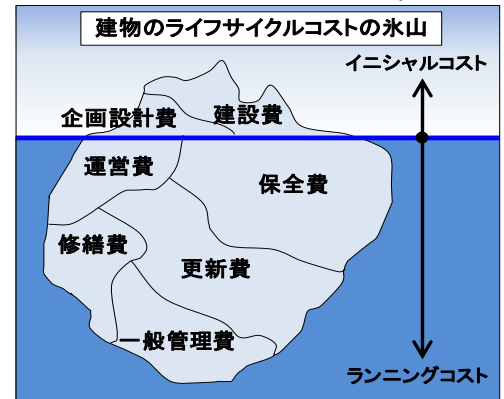 建物のライフサイクルコストの氷山
イニシャルコスト
企画設計費
建設費
運営費
保全費
修繕費
更新費
一般管理費
ランニングコスト